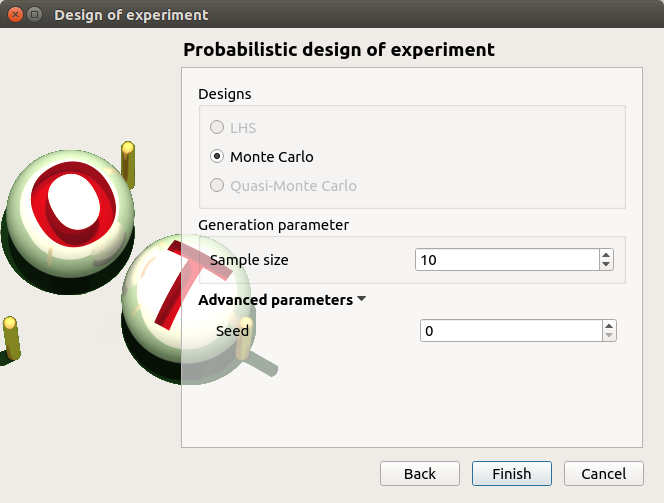 Design of experiment
Probabilistic design of experiment
Designs
LHS
Monte Carlo
Quasi-Monte Carlo
Generation parameter
Sample size 10
Advanced parameters
Seed 0
Back Finish Cancel
O
T